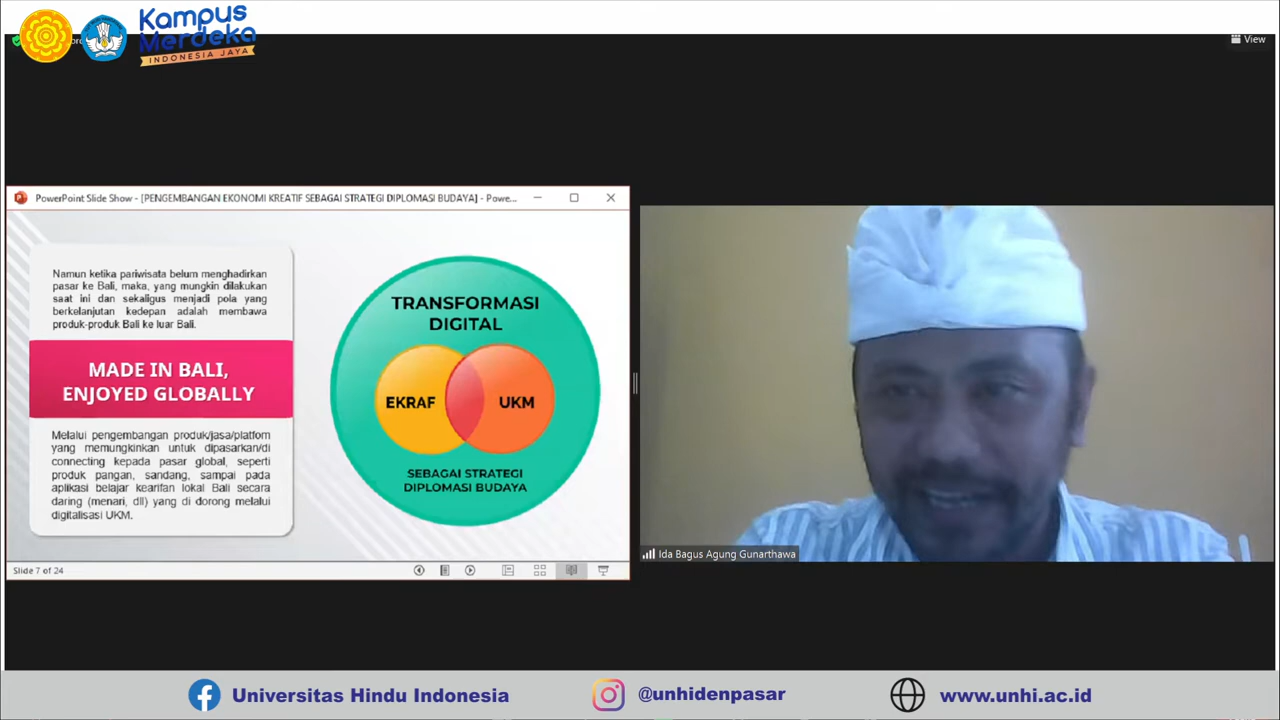 Kampus
Merdeka
INDONESIA JAYA
View
PowerPoint Slide Show - [PENGEMBANGAN EKONOMI KREATIF SEBAGAI STRATEGI DIPLOMASI BUDAYA] - Powe...
Namun ketika pariwisata belum menghadirkan
pasar ke Bali, maka, yang mungkin dilakukan
saat ini dan sekaligus menjadi pola yang
berkelanjutan kedepan adalah membawa
produk-produk Bali ke luar Bali.
MADE IN BALI,
ENJOYED GLOBALLY
Melalui pengembangan produk/jasa/platfom
yang memungkinkan untuk dipasarkan/di
connecting kepada pasar global, seperti
produk pangan, sandang, sampai pada
aplikasi belajar kearifan lokal Bali secara
daring (menari, dll) yang di dorong melalui
digitalisasi UKM.
TRANSFORMASI
DIGITAL
EKRAF
UKM
SEBAGAI STRATEGI
DIPLOMASI BUDAYA
Slide 7 of 24
Ida Bagus Agung Gunarthawa
Universitas Hindu Indonesia
@unhidenpasar
www.unhi.ac.id